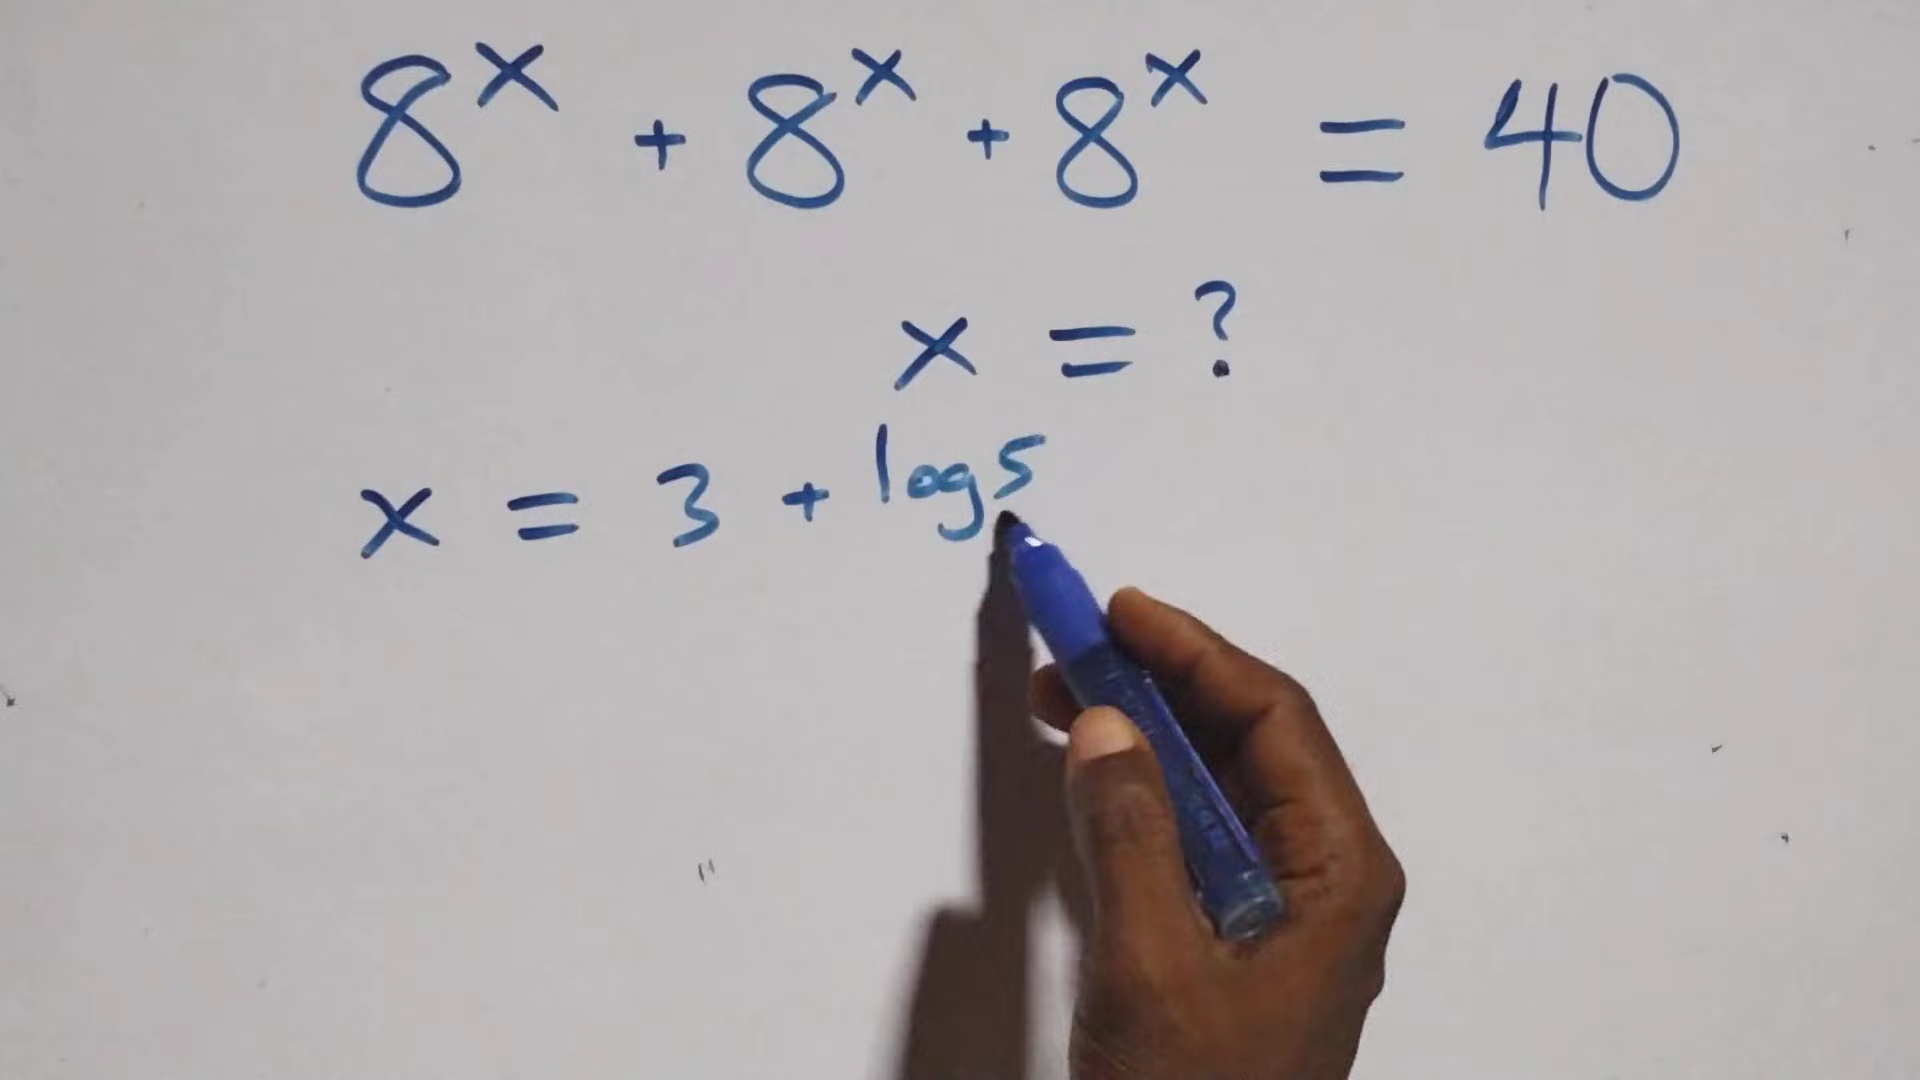 8^x + 8^x + 8^x = 40
x = ?
x = 3 + log5